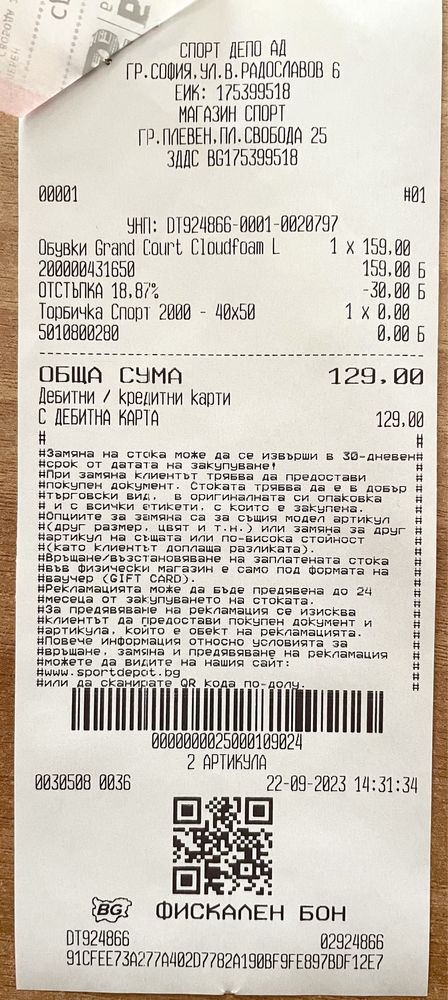 СПОРТ ДЕПО АД
ГР.СОФИЯ,УЛ.В.РАДОСЛАВОВ 6
ЕИК: 175399518
МАГАЗИН СПОРТ
ГР.ПЛЕВЕН,ПЛ.СВОБОДА 25
ЗДДС BG175399518
00001 #01
УНП: DT924866-0001-0020797
Обувки Grand Court Cloudfoam L 1 x 159,00
200000431650 159,00 Б
ОТСТЪПКА 18,87% -30,00 Б
Торбичка Спорт 2000 - 40x50 1 x 0,00
5010800280 0,00 Б
ОБЩА СУМА 129,00
Дебитни / кредитни карти
С ДЕБИТНА КАРТА 129,00
# #
#Замяна на стока може да се извърши в 30-дневен#
#срок от датата на закупуване! #
#При замяна клиентът трябва да предостави #
#покупен документ. Стоката трябва да е в добър #
#търговски вид, в оригиналната си опаковка #
# и с всички етикети, с които е закупена. #
#Опциите за замяна са за същия модел артикул #
#(друг размер, цвят и т.н.) или замяна за друг #
#артикул на същата или по-висока стойност #
#(като клиентът доплаща разликата). #
#Връщане/възстановяване на заплатената стока #
#във физически магазин е само под формата на #
#ваучер (GIFT CARD). #
#Рекламацията може да бъде предявена до 24 #
#месеца от закупуването на стоката. #
#За предявяване на рекламация се изисква #
#клиентът да предостави покупен документ и #
#артикула, който е обект на рекламацията. #
#Повече информация относно условията за #
#връщане, замяна и предявяване на рекламация #
#можете да видите на нашия сайт: #
#www.sportdepot.bg #
#или да сканирате QR кода по-долу. #
0000000025000109024
2 АРТИКУЛА
0030508 0036 22-09-2023 14:31:34
BG ФИСКАЛЕН БОН
DT924866 02924866
91CFEE73A277A402D7782A190BF9FE897BDF12E7